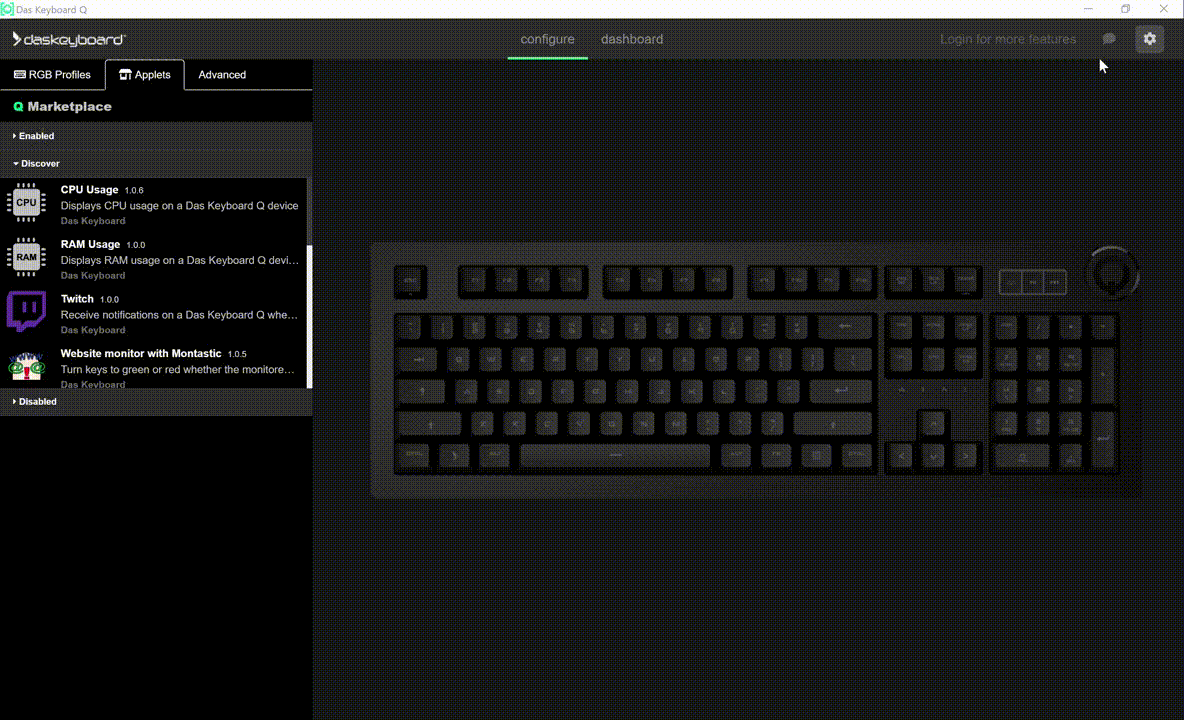 Das Keyboard Q
daskeyboard
configure
dashboard
Login for more features
RGB Profiles
Applets
Advanced
Q Marketplace
Enabled
Discover
CPU
CPU Usage 1.0.6
Displays CPU usage on a Das Keyboard Q device
Das Keyboard
RAM
RAM Usage 1.0.0
Displays RAM usage on a Das Keyboard Q devi...
Das Keyboard
Twitch 1.0.0
Receive notifications on a Das Keyboard Q whe...
Das Keyboard
Website monitor with Montastic 1.0.5
Turn keys to green or red whether the monitore...
Das Keyboard
Disabled